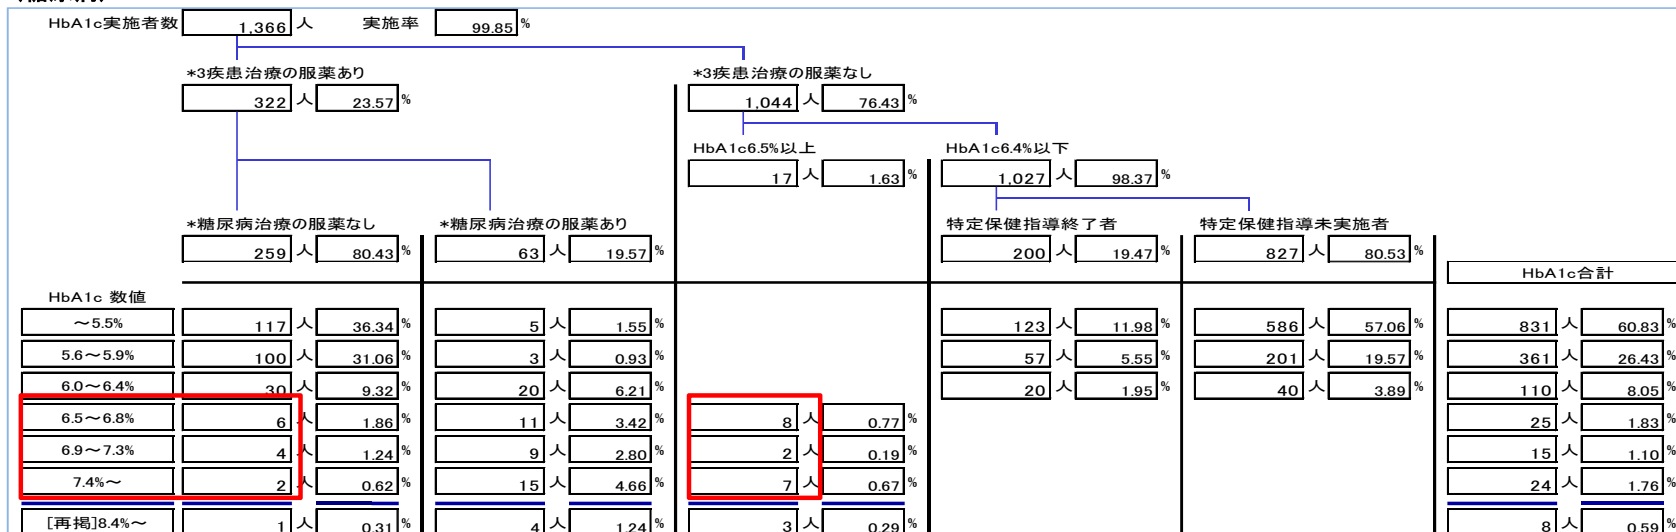 HbA1c実施者数 1,366 人 実施率 99.85 %
*3疾患治療の服薬あり *3疾患治療の服薬なし
322 人 23.57 % 1,044 人 76.43 %
HbA1c6.5%以上 HbA1c6.4%以下
17 人 1.63 % 1,027 人 98.37 %
*糖尿病治療の服薬なし *糖尿病治療の服薬あり 特定保健指導終了者 特定保健指導未実施者
259 人 80.43 % 63 人 19.57 % 200 人 19.47 % 827 人 80.53 %
HbA1c合計
HbA1c 数値
～5.5% 117 人 36.34 % 5 人 1.55 % 123 人 11.98 % 586 人 57.06 % 831 人 60.83 %
5.6～5.9% 100 人 31.06 % 3 人 0.93 % 57 人 5.55 % 201 人 19.57 % 361 人 26.43 %
6.0～6.4% 30 人 9.32 % 20 人 6.21 % 20 人 1.95 % 40 人 3.89 % 110 人 8.05 %
6.5～6.8% 6 人 1.86 % 11 人 3.42 % 8 人 0.77 % 25 人 1.83 %
6.9～7.3% 4 人 1.24 % 9 人 2.80 % 2 人 0.19 % 15 人 1.10 %
7.4%～ 2 人 0.62 % 15 人 4.66 % 7 人 0.67 % 24 人 1.76 %
[再掲]8.4%～ 1 人 0.31 % 4 人 1.24 % 3 人 0.29 % 8 人 0.59 %